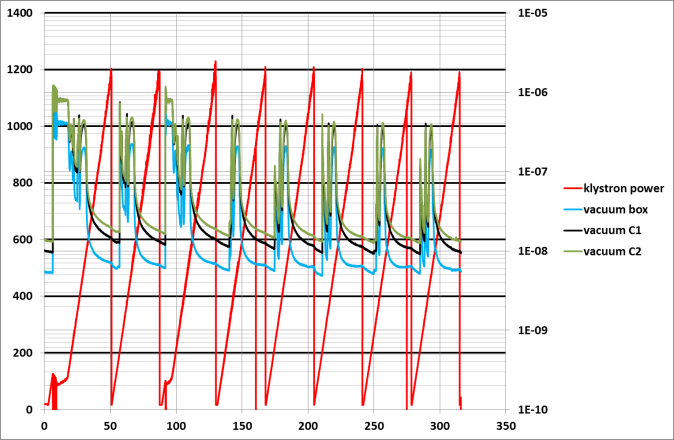 1400
1200
1000
800
600
400
200
0
1E-05
1E-06
1E-07
1E-08
1E-09
1E-10
0 50 100 150 200 250 300 350
klystron power
vacuum box
vacuum C1
vacuum C2